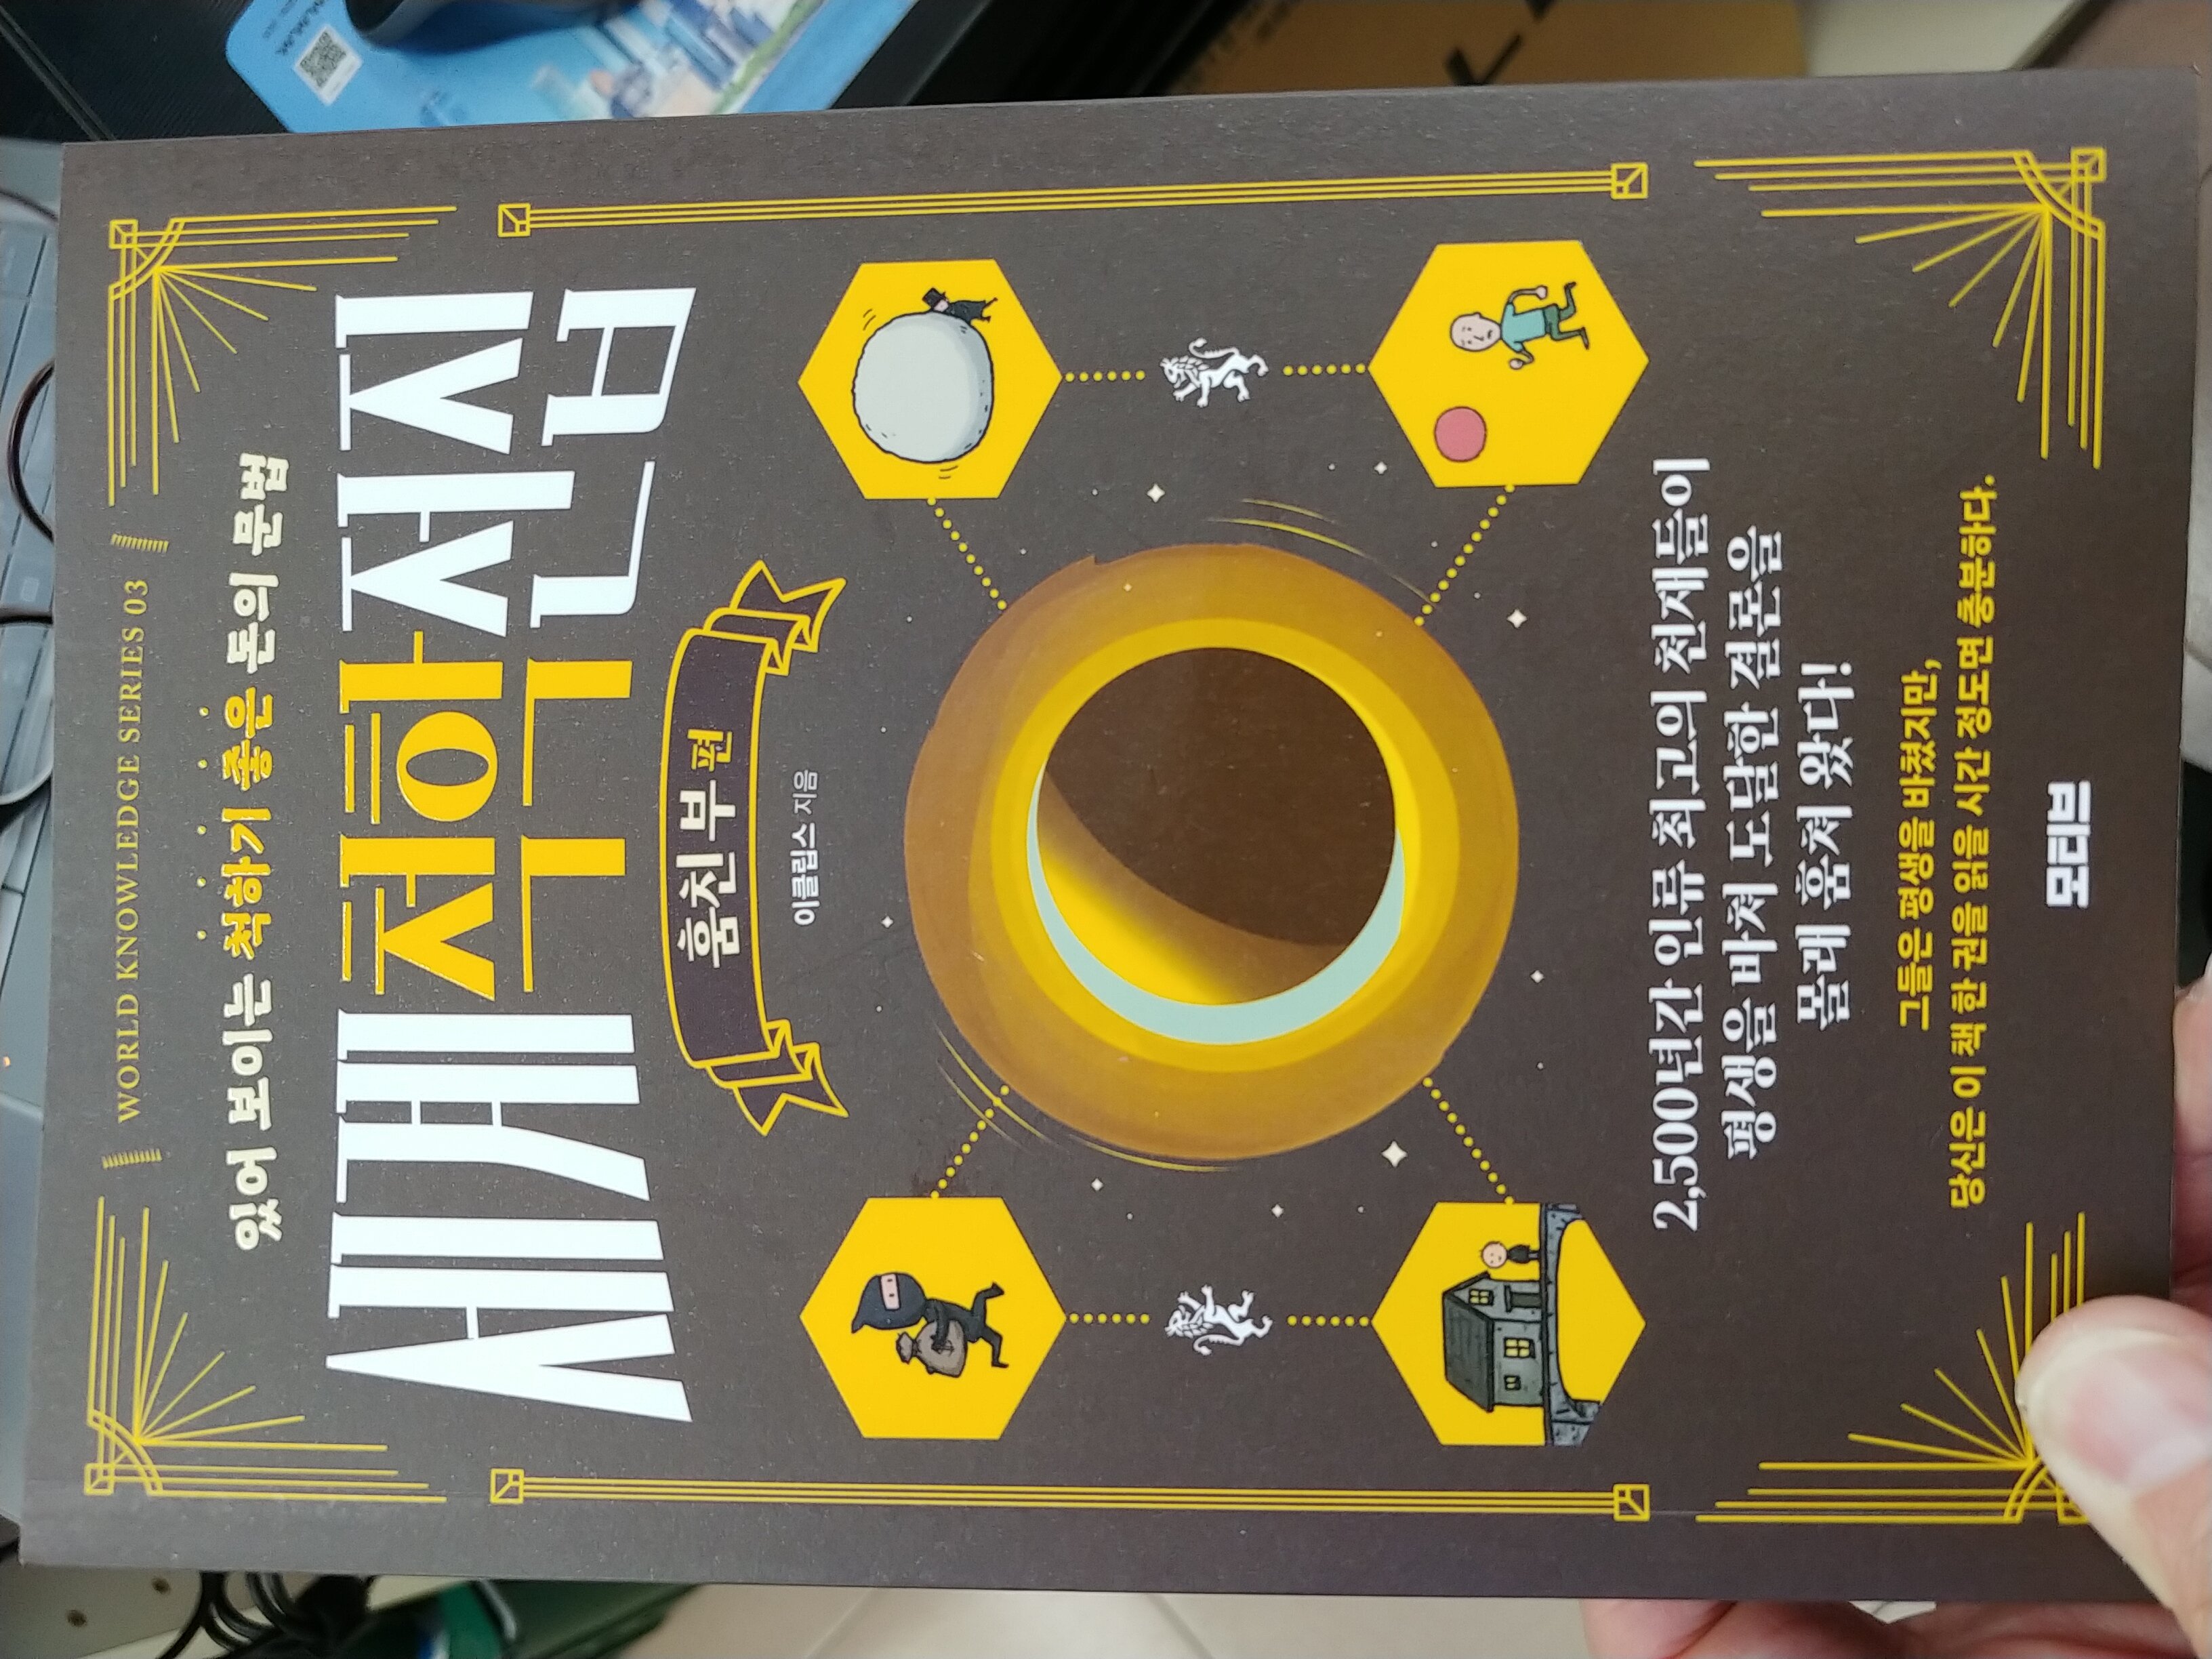 WORLD KNOWLEDGE SERIES 03
있어 보이는 척하기 좋은 돈의 문법
세계척학전집
훔친 부 편
이클립스 지음
2,500년간 인류 최고의 천재들이
평생을 바쳐 도달한 결론을
몰래 훔쳐 왔다!
그들은 평생을 바쳤지만,
당신은 이 책 한 권을 읽을 시간 정도면 충분하다.
모티브